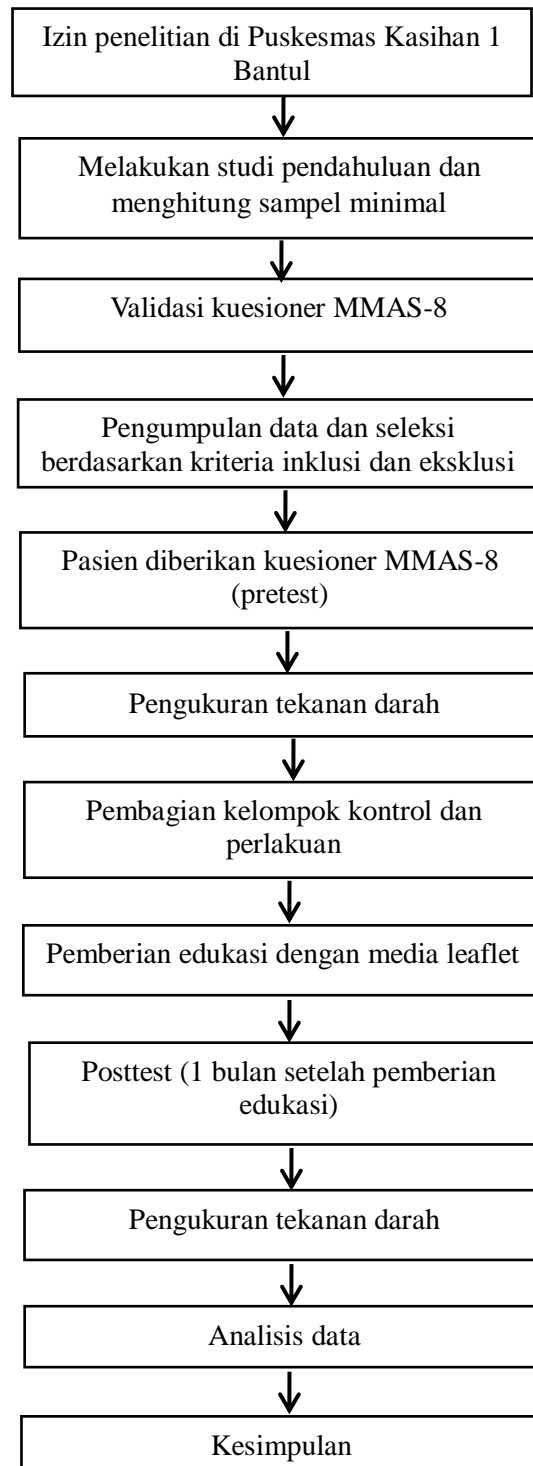 Izin penelitian di Puskesmas Kasihan 1
Bantul
Melakukan studi pendahuluan dan
menghitung sampel minimal
Validasi kuesioner MMAS-8
Pengumpulan data dan seleksi
berdasarkan kriteria inklusi dan eksklusi
Pasien diberikan kuesioner MMAS-8
(pretest)
Pengukuran tekanan darah
Pembagian kelompok kontrol dan
perlakuan
Pemberian edukasi dengan media leaflet
Posttest (1 bulan setelah pemberian
edukasi)
Pengukuran tekanan darah
Analisis data
Kesimpulan